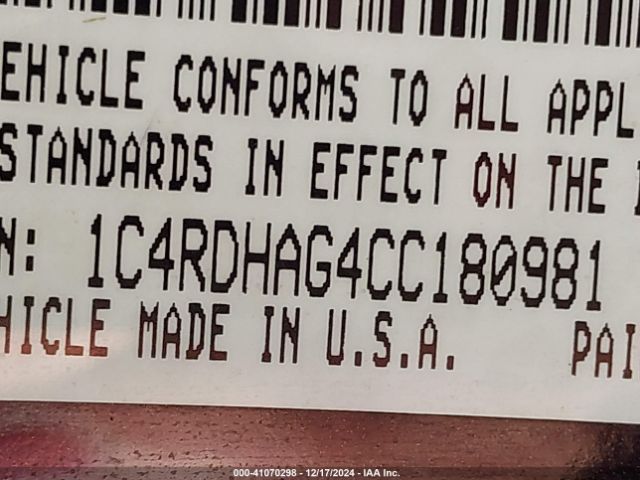 EHICLE CONFORMS TO ALL APPL
STANDARDS IN EFFECT ON THE
N: 1C4RDHAG4CC180981
HICLE MADE IN U.S.A. PAI
000-41070298 - 12/17/2024 - IAA Inc.